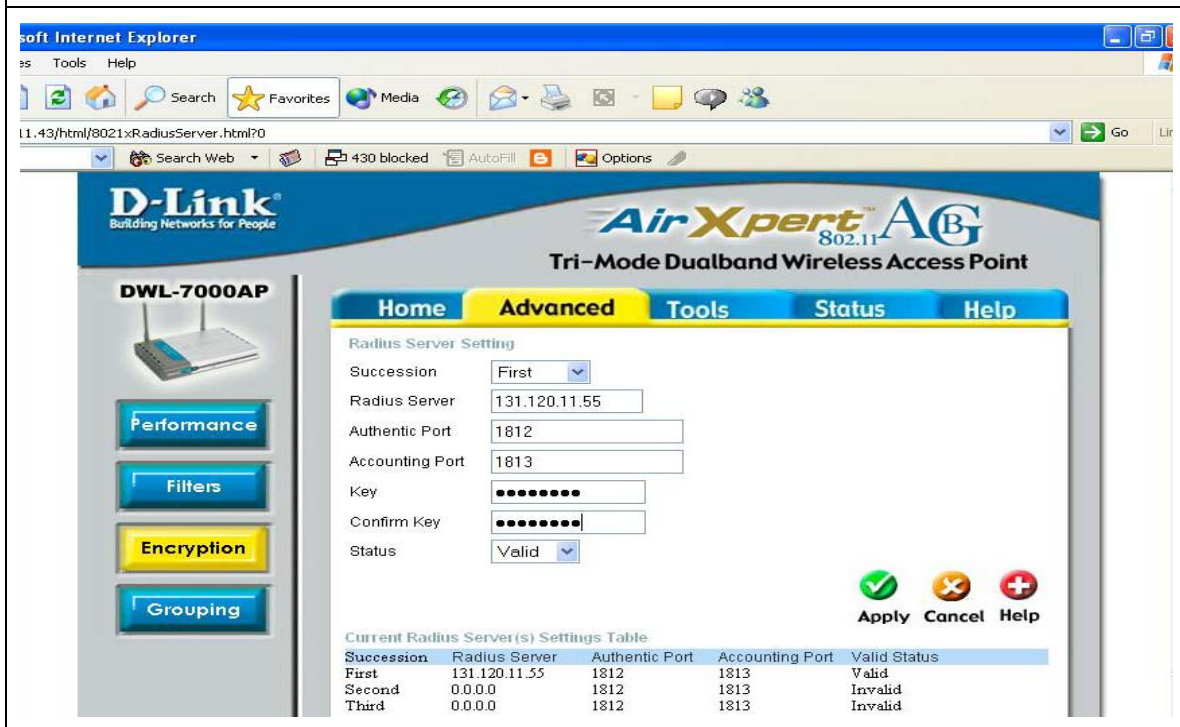 soft Internet Explorer
es Tools Help
Search Favorites Media
11.43/html/8021xRadiusServer.html?0 Go
Search Web 430 blocked AutoFill Options
D-Link
Building Networks for People
AirXpert™ ABG
802.11
Tri-Mode Dualband Wireless Access Point
DWL-7000AP
Home Advanced Tools Status Help
Performance
Filters
Encryption
Grouping
Radius Server Setting
Succession First
Radius Server 131.120.11.55
Authentic Port 1812
Accounting Port 1813
Key ●●●●●●●●
Confirm Key ●●●●●●●●
Status Valid
Apply Cancel Help
Current Radius Server(s) Settings Table
Succession Radius Server Authentic Port Accounting Port Valid Status
First 131.120.11.55 1812 1813 Valid
Second 0.0.0.0 1812 1813 Invalid
Third 0.0.0.0 1812 1813 Invalid